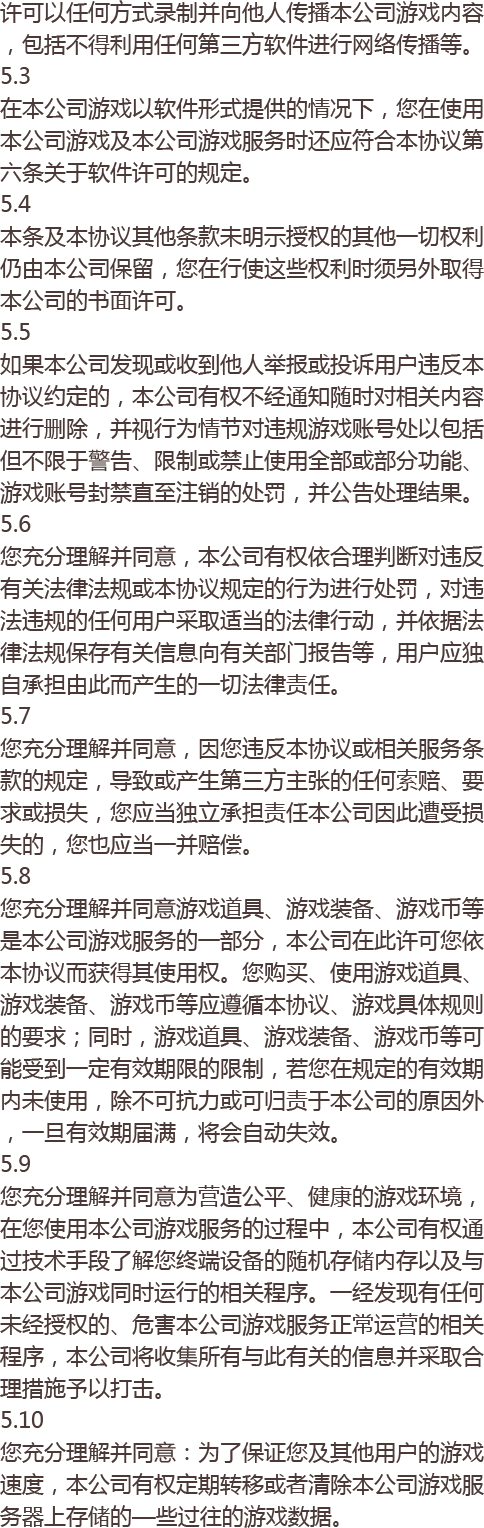 许可以任何方式录制并向他人传播本公司游戏内容
，包括不得利用任何第三方软件进行网络传播等。
5.3
在本公司游戏以软件形式提供的情况下，您在使用
本公司游戏及本公司游戏服务时还应符合本协议第
六条关于软件许可的规定。
5.4
本条及本协议其他条款未明示授权的其他一切权利
仍由本公司保留，您在行使这些权利时须另外取得
本公司的书面许可。
5.5
如果本公司发现或收到他人举报或投诉用户违反本
协议约定的，本公司有权不经通知随时对相关内容
进行删除，并视行为情节对违规游戏账号处以包括
但不限于警告、限制或禁止使用全部或部分功能、
游戏账号封禁直至注销的处罚，并公告处理结果。
5.6
您充分理解并同意，本公司有权依合理判断对违反
有关法律法规或本协议规定的行为进行处罚，对违
法违规的任何用户采取适当的法律行动，并依据法
律法规保存有关信息向有关部门报告等，用户应独
自承担由此而产生的一切法律责任。
5.7
您充分理解并同意，因您违反本协议或相关服务条
款的规定，导致或产生第三方主张的任何索赔、要
求或损失，您应当独立承担责任本公司因此遭受损
失的，您也应当一并赔偿。
5.8
您充分理解并同意游戏道具、游戏装备、游戏币等
是本公司游戏服务的一部分，本公司在此许可您依
本协议而获得其使用权。您购买、使用游戏道具、
游戏装备、游戏币等应遵循本协议、游戏具体规则
的要求；同时，游戏道具、游戏装备、游戏币等可
能受到一定有效期限的限制，若您在规定的有效期
内未使用，除不可抗力或可归责于本公司的原因外
，一旦有效期届满，将会自动失效。
5.9
您充分理解并同意为营造公平、健康的游戏环境，
在您使用本公司游戏服务的过程中，本公司有权通
过技术手段了解您终端设备的随机存储内存以及与
本公司游戏同时运行的相关程序。一经发现有任何
未经授权的、危害本公司游戏服务正常运营的相关
程序，本公司将收集所有与此有关的信息并采取合
理措施予以打击。
5.10
您充分理解并同意：为了保证您及其他用户的游戏
速度，本公司有权定期转移或者清除本公司游戏服
务器上存储的一些过往的游戏数据。